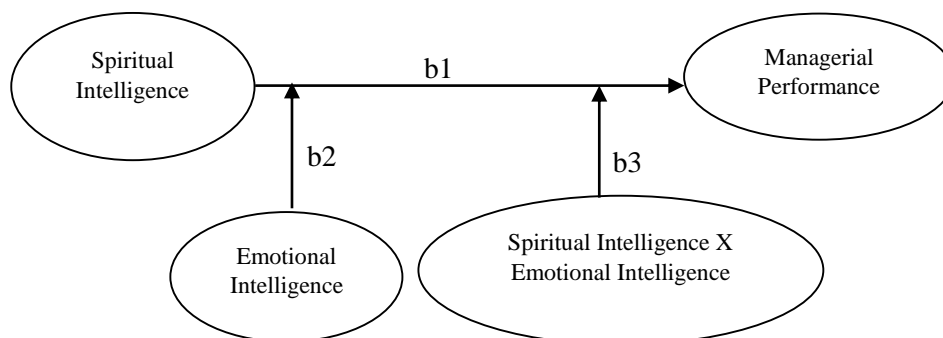 Spiritual
Intelligence
b1
Managerial
Performance
b2
b3
Emotional
Intelligence
Spiritual Intelligence X
Emotional Intelligence